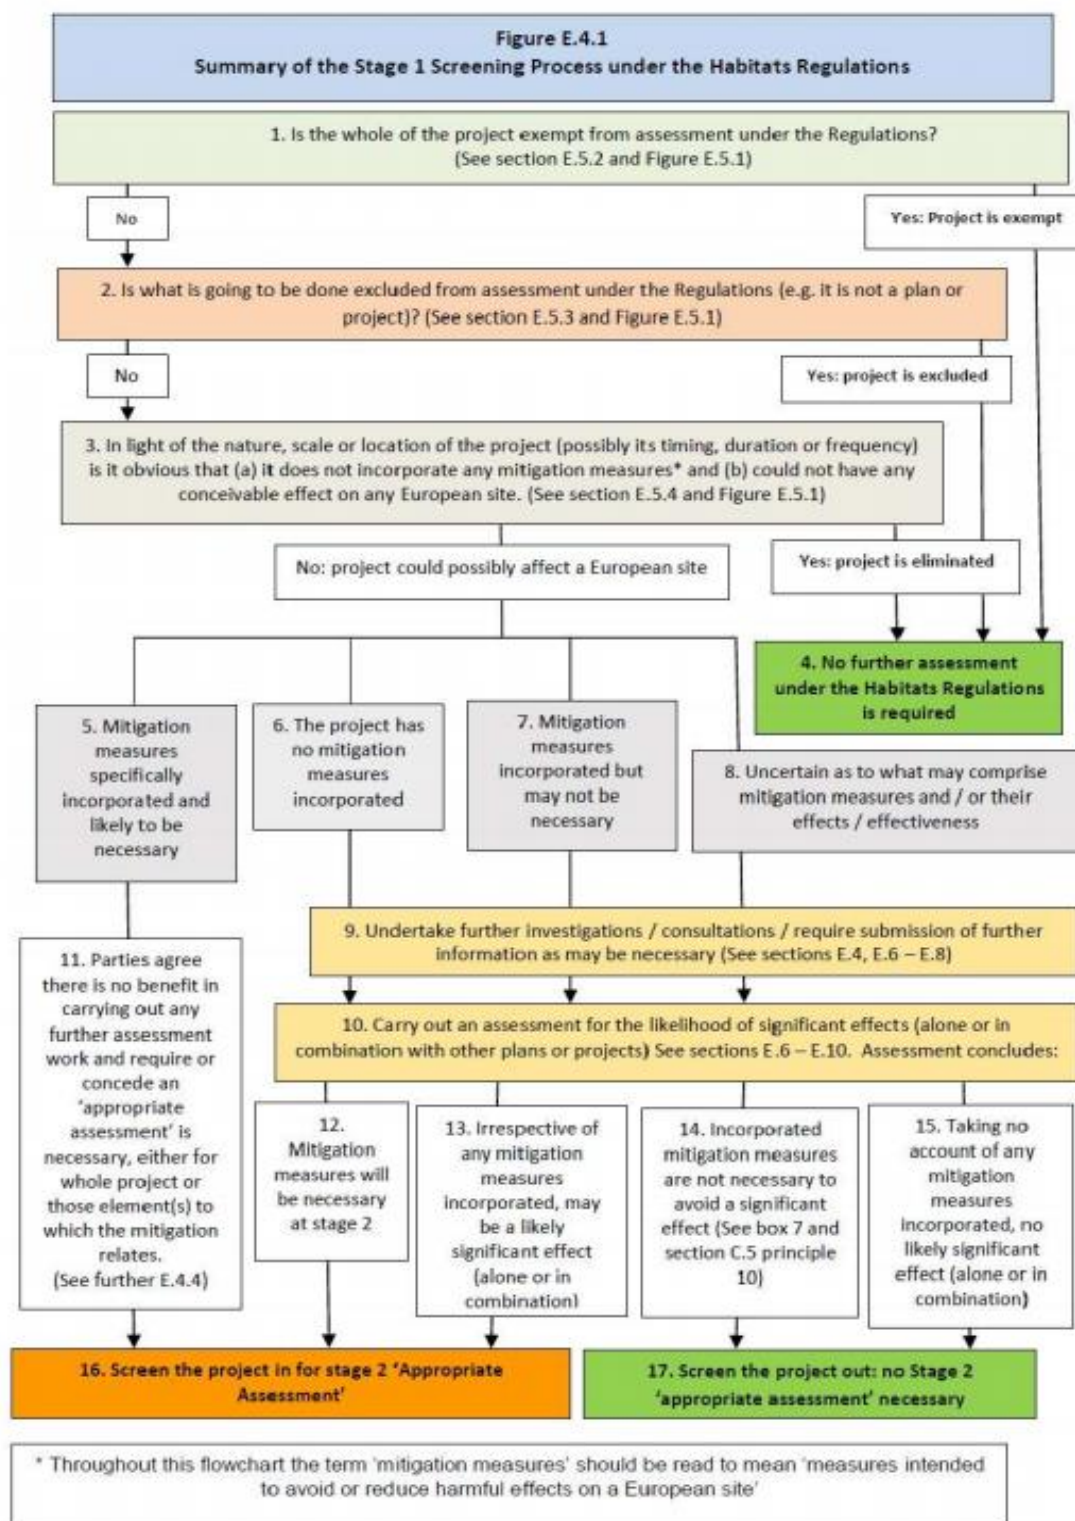 Figure E.4.1
Summary of the Stage 1 Screening Process under the Habitats Regulations
1. Is the whole of the project exempt from assessment under the Regulations?
(See section E.5.2 and Figure E.5.1)
No
Yes: Project is exempt
2. Is what is going to be done excluded from assessment under the Regulations (e.g. it is not a plan or
project)? (See section E.5.3 and Figure E.5.1)
No
Yes: project is excluded
3. In light of the nature, scale or location of the project (possibly its timing, duration or frequency)
is it obvious that (a) it does not incorporate any mitigation measures* and (b) could not have any
conceivable effect on any European site. (See section E.5.4 and Figure E.5.1)
No: project could possibly affect a European site
Yes: project is eliminated
4. No further assessment
under the Habitats Regulations
is required
5. Mitigation
measures
specifically
incorporated and
likely to be
necessary
6. The project has
no mitigation
measures
incorporated
7. Mitigation
measures
incorporated but
may not be
necessary
8. Uncertain as to what may comprise
mitigation measures and / or their
effects / effectiveness
9. Undertake further investigations / consultations / require submission of further
information as may be necessary (See sections E.4, E.6 – E.8)
10. Carry out an assessment for the likelihood of significant effects (alone or in
combination with other plans or projects) See sections E.6 – E.10. Assessment concludes:
11. Parties agree
there is no benefit in
carrying out any
further assessment
work and require or
concede an
‘appropriate
assessment’ is
necessary, either for
whole project or
those element(s) to
which the mitigation
relates.
(See further E.4.4)
12.
Mitigation
measures will
be necessary
at stage 2
13. Irrespective of
any mitigation
measures
incorporated, may
be a likely
significant effect
(alone or in
combination)
14. Incorporated
mitigation measures
are not necessary to
avoid a significant
effect (See box 7 and
section C.5 principle
10)
15. Taking no
account of any
mitigation
measures
incorporated, no
likely significant
effect (alone or in
combination)
16. Screen the project in for stage 2 ‘Appropriate
Assessment’
17. Screen the project out: no Stage 2
‘appropriate assessment’ necessary
* Throughout this flowchart the term ‘mitigation measures’ should be read to mean ‘measures intended
to avoid or reduce harmful effects on a European site’